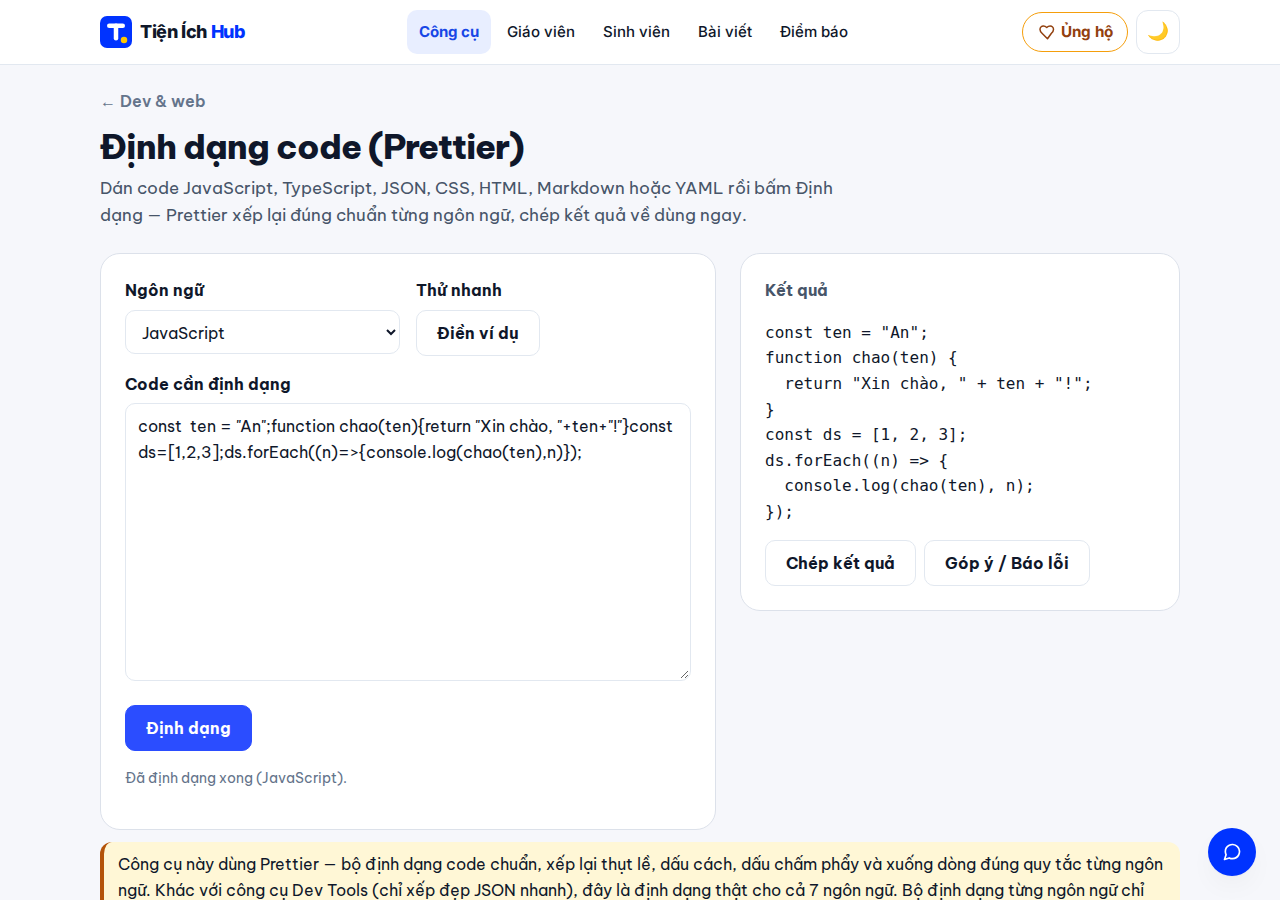 Tiện Ích Hub
Công cụ
Giáo viên
Sinh viên
Bài viết
Điềm báo
Ủng hộ
← Dev & web
Định dạng code (Prettier)
Dán code JavaScript, TypeScript, JSON, CSS, HTML, Markdown hoặc YAML rồi bấm Định
dạng — Prettier xếp lại đúng chuẩn từng ngôn ngữ, chép kết quả về dùng ngay.
Ngôn ngữ
Thử nhanh
JavaScript
Điền ví dụ
Code cần định dạng
const  ten = "An";function chao(ten){return "Xin chào, "+ten+"!"}const
ds=[1,2,3];ds.forEach((n)=>{console.log(chao(ten),n)});
Định dạng
Đã định dạng xong (JavaScript).
Kết quả
const ten = "An";
function chao(ten) {
  return "Xin chào, " + ten + "!";
}
const ds = [1, 2, 3];
ds.forEach((n) => {
  console.log(chao(ten), n);
});
Chép kết quả
Góp ý / Báo lỗi
Công cụ này dùng Prettier — bộ định dạng code chuẩn, xếp lại thụt lề, dấu cách, dấu chấm phẩy và xuống dòng đúng quy tắc từng ngôn
ngữ. Khác với công cụ Dev Tools (chỉ xếp đẹp JSON nhanh), đây là định dạng thật cho cả 7 ngôn ngữ. Bộ định dạng từng ngôn ngữ chỉ